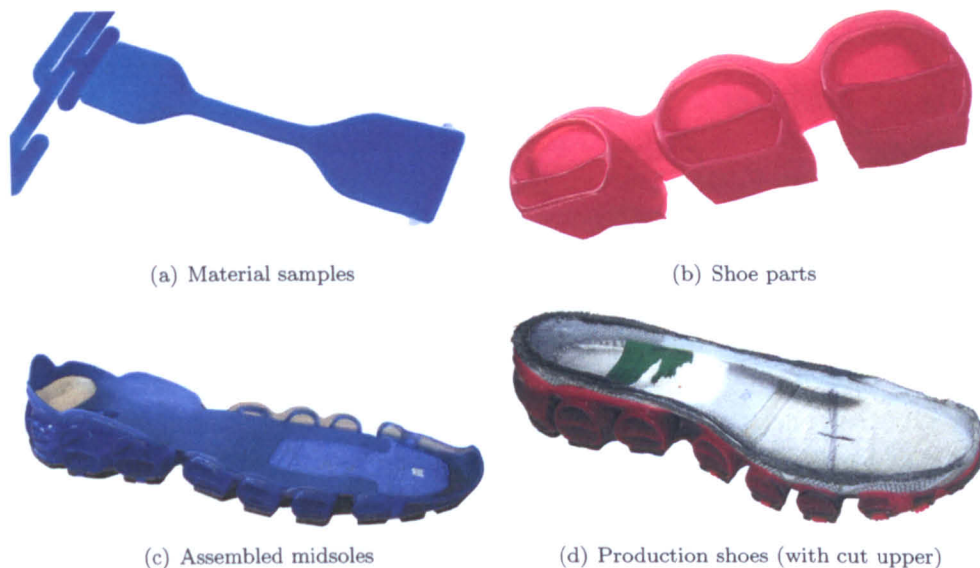 (a) Material samples
(b) Shoe parts
(c) Assembled midsoles
(d) Production shoes (with cut upper)